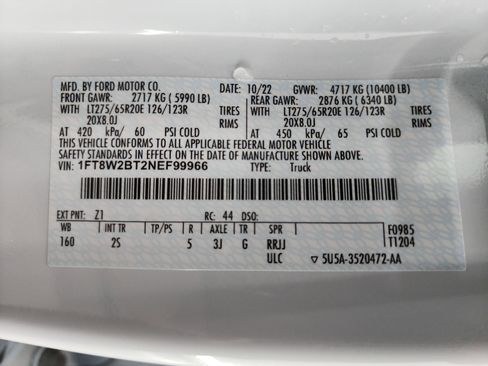 MFD. BY FORD MOTOR CO. DATE: 10/22 GVWR: 4717 KG (10400 LB)
FRONT GAWR: 2717 KG (5990 LB) REAR GAWR: 2876 KG (6340 LB)
WITH LT275/65R20E 126/123R TIRES WITH LT275/65R20E 126/123R TIRES
20X8.0J RIMS 20X8.0J RIMS
AT 420 kPa/ 60 PSI COLD AT 450 kPa/ 65 PSI COLD
THIS VEHICLE CONFORMS TO ALL APPLICABLE FEDERAL MOTOR VEHICLE
SAFETY STANDARDS IN EFFECT ON THE DATE OF MANUFACTURE SHOWN ABOVE.
VIN: 1FT8W2BT2NEF99966 TYPE: Truck
EXT PNT: Z1 RC: 44 DSO:
WB INT TR TP/PS R AXLE TR SPR F0985
160 2S 5 3J G RRJJ T1204
ULC ▽ 5U5A-3520472-AA